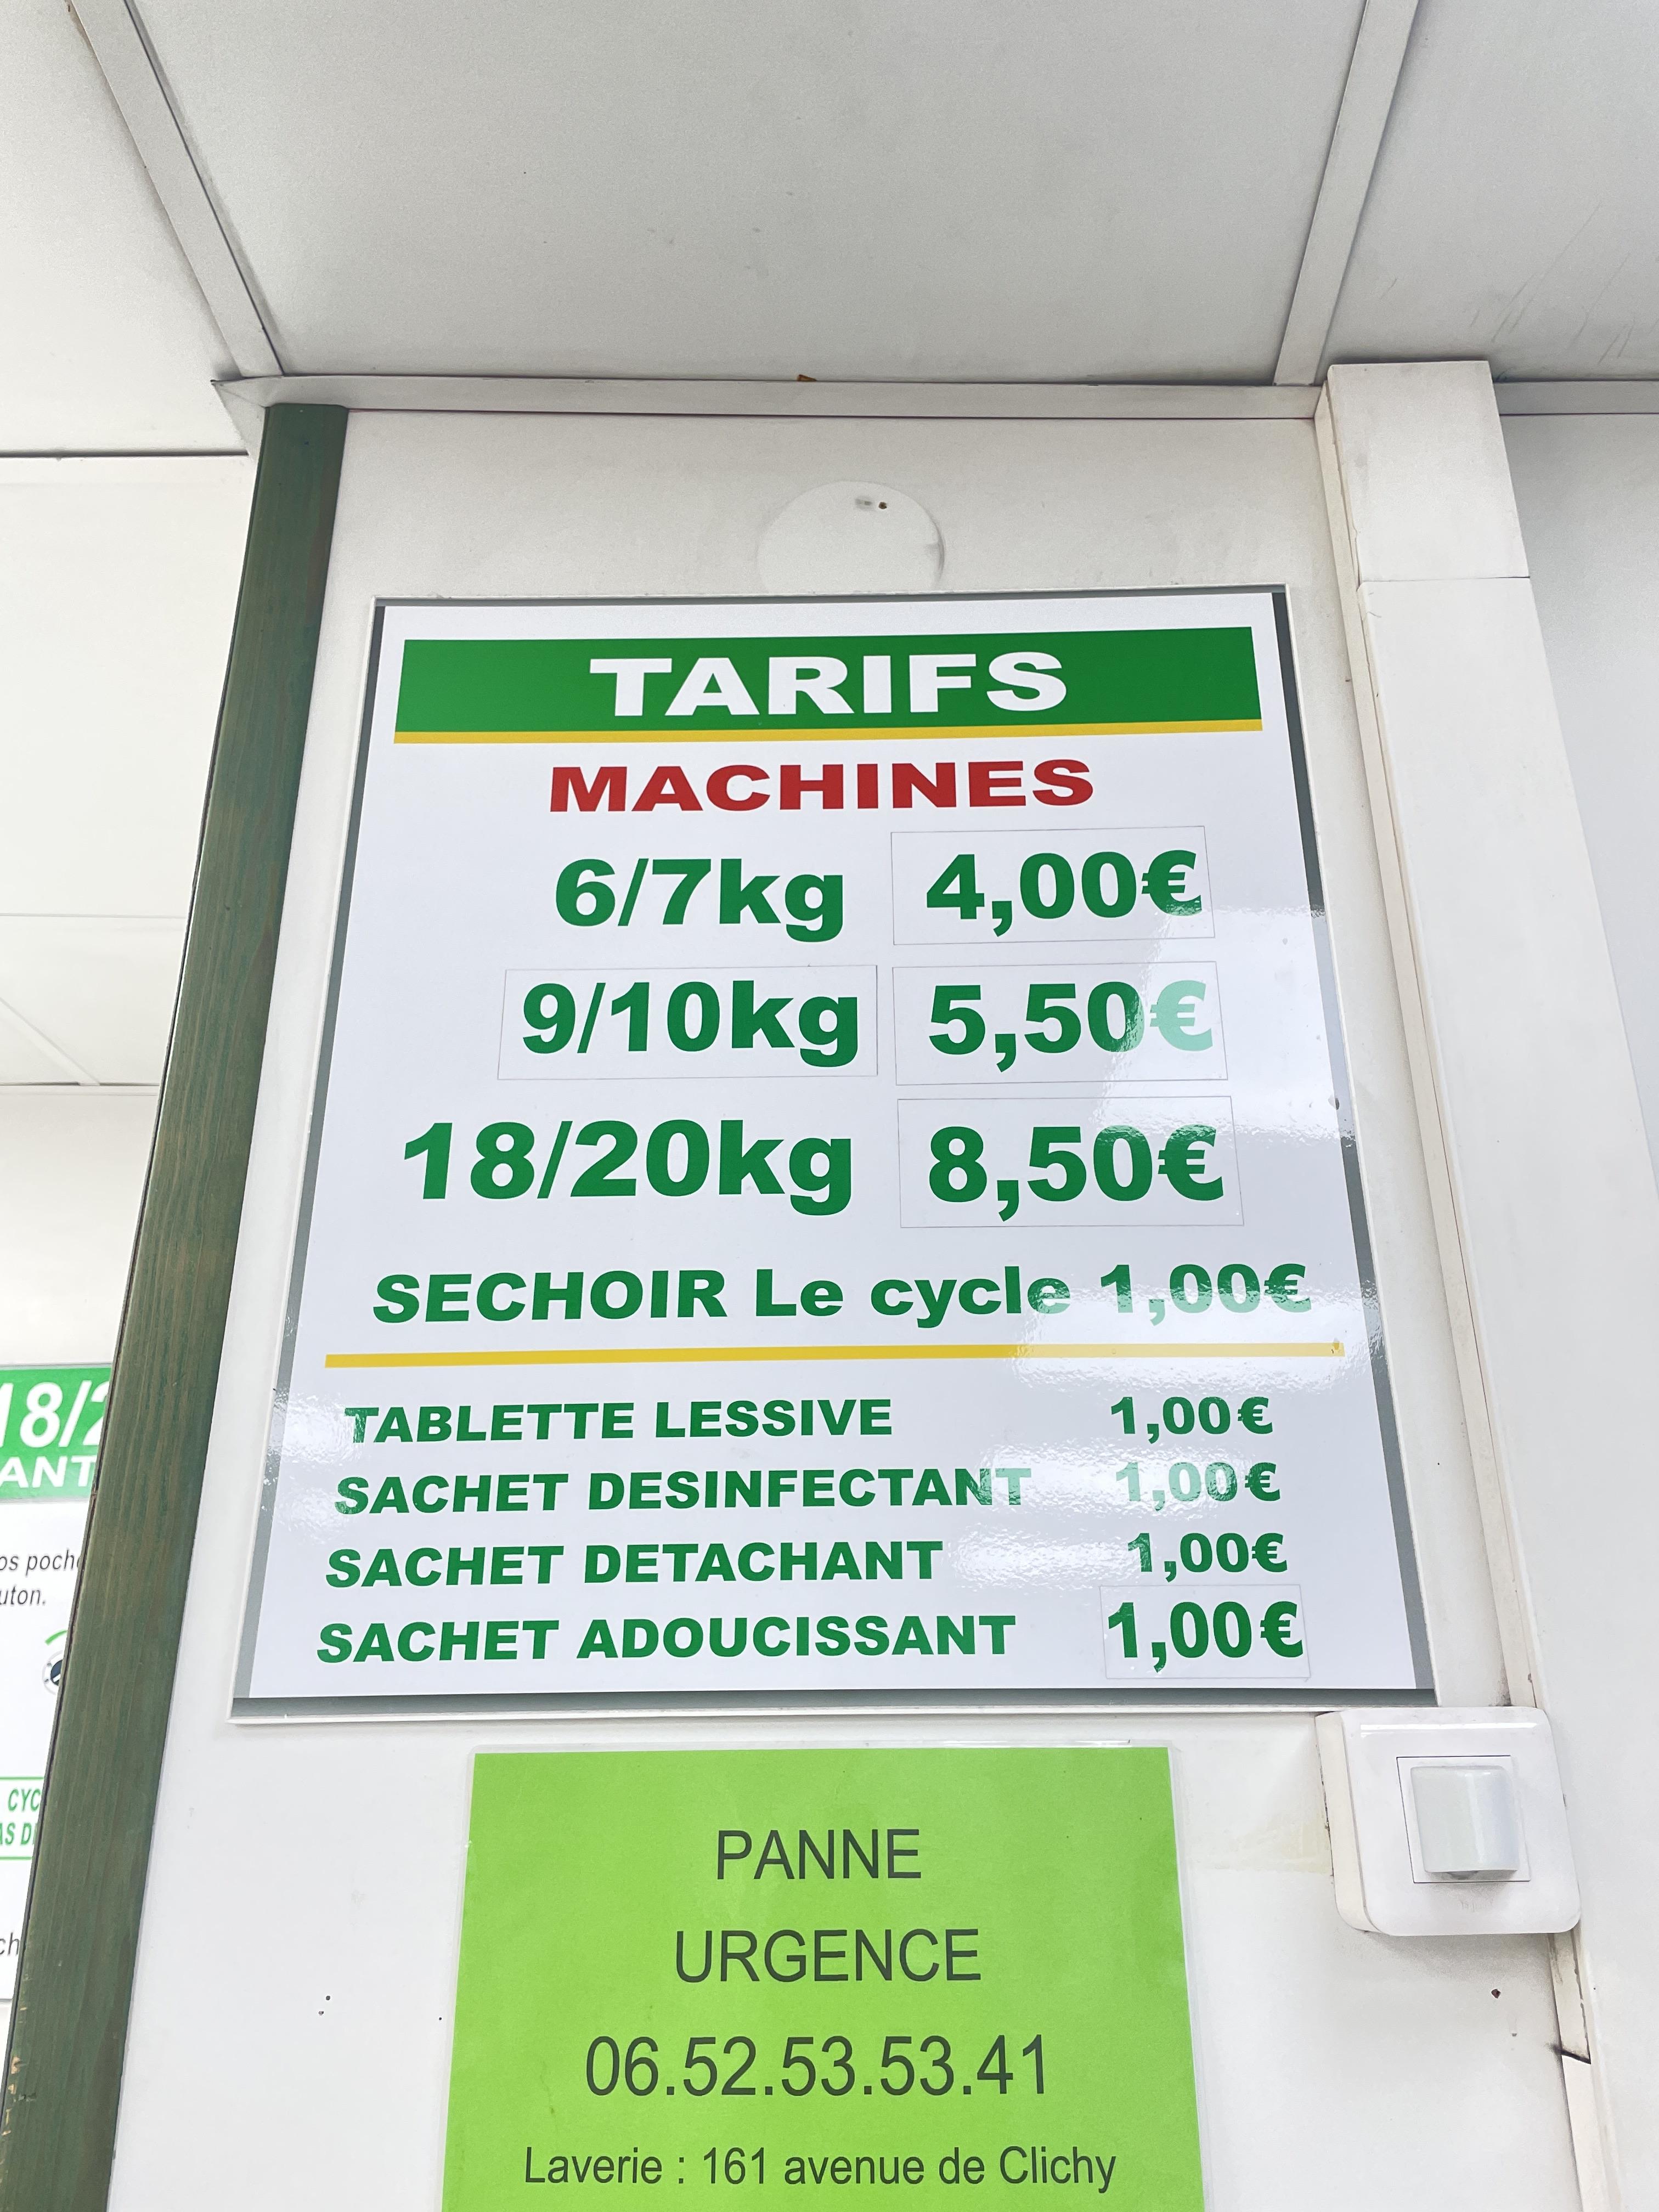 TARIFS
MACHINES
6/7kg 4,00€
9/10kg 5,50€
18/20kg 8,50€
SECHOIR Le cycle 1,00€
TABLETTE LESSIVE 1,00€
SACHET DESINFECTANT 1,00€
SACHET DETACHANT 1,00€
SACHET ADOUCISSANT 1,00€
PANNE
URGENCE
06.52.53.53.41
Laverie : 161 avenue de Clichy